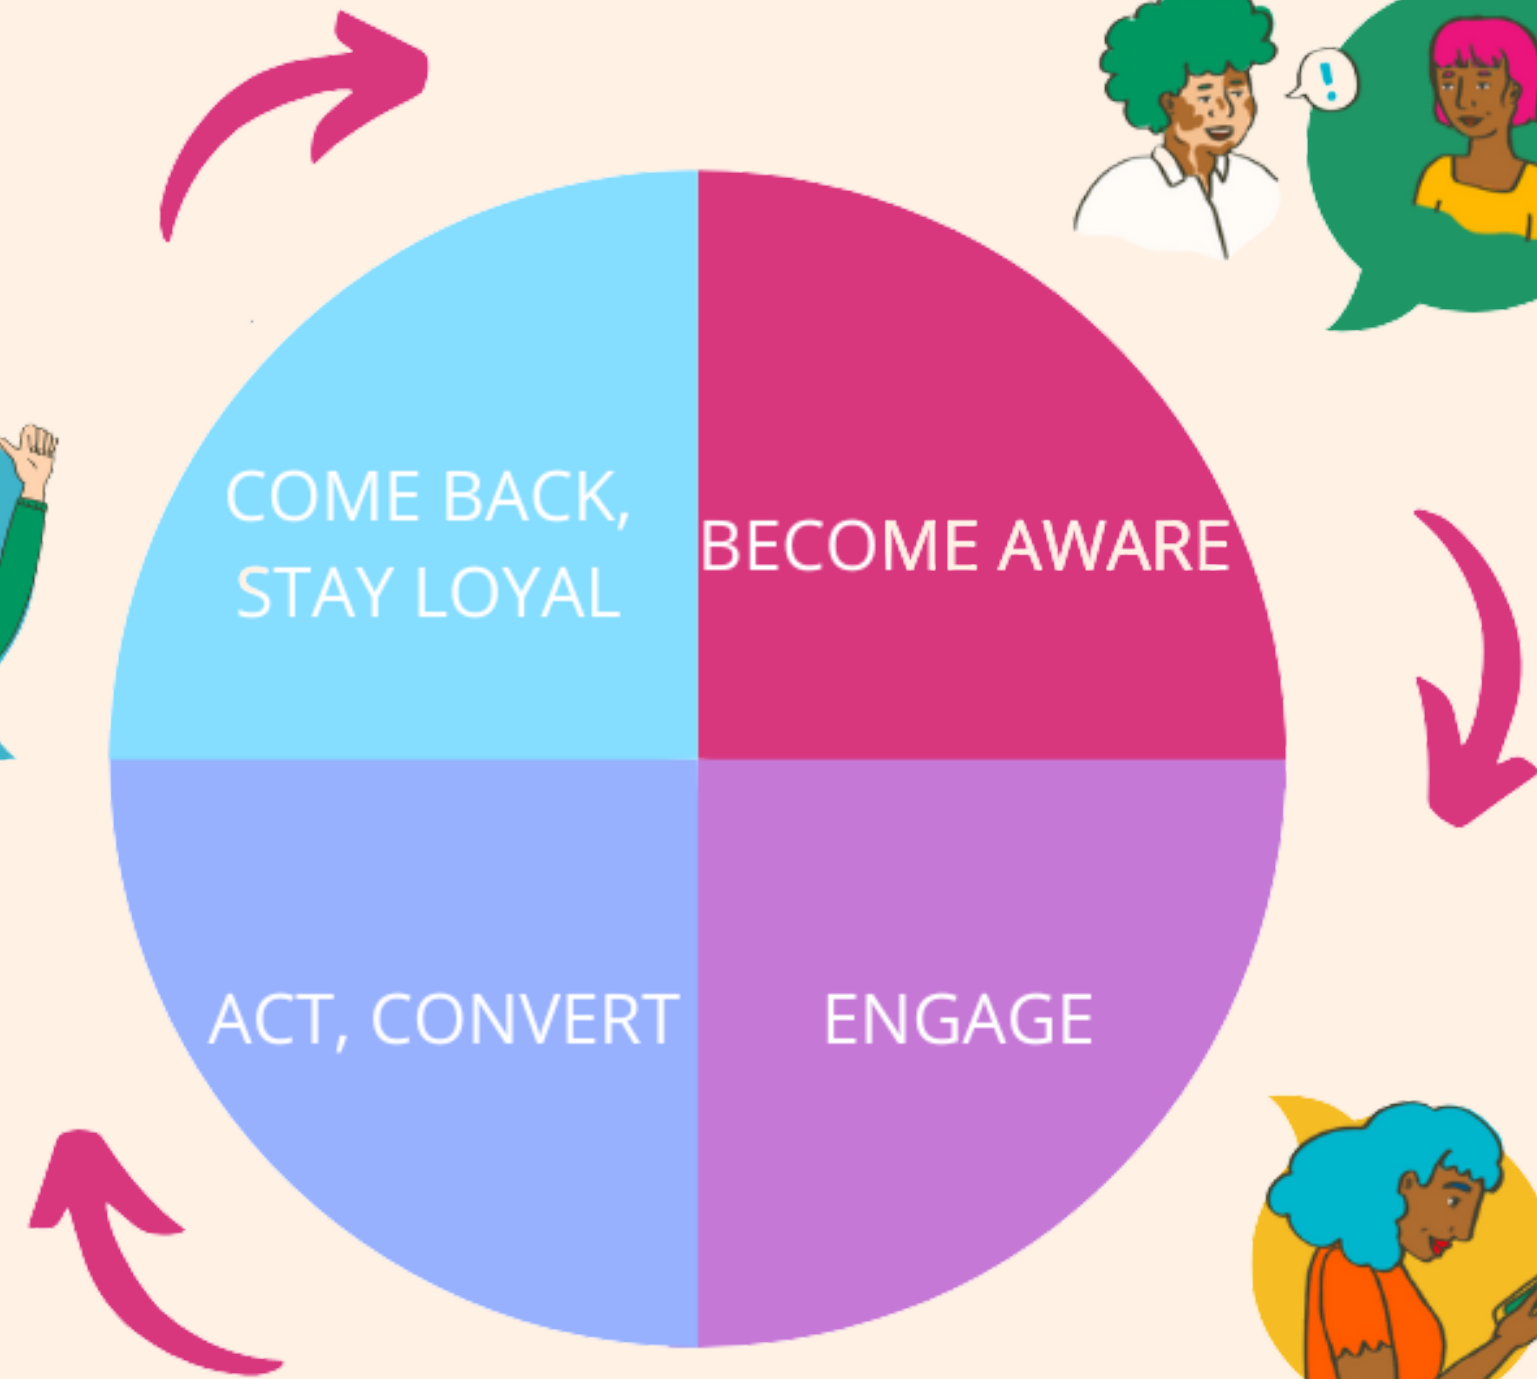 !
COME BACK,
STAY LOYAL
BECOME AWARE
ACT, CONVERT
ENGAGE